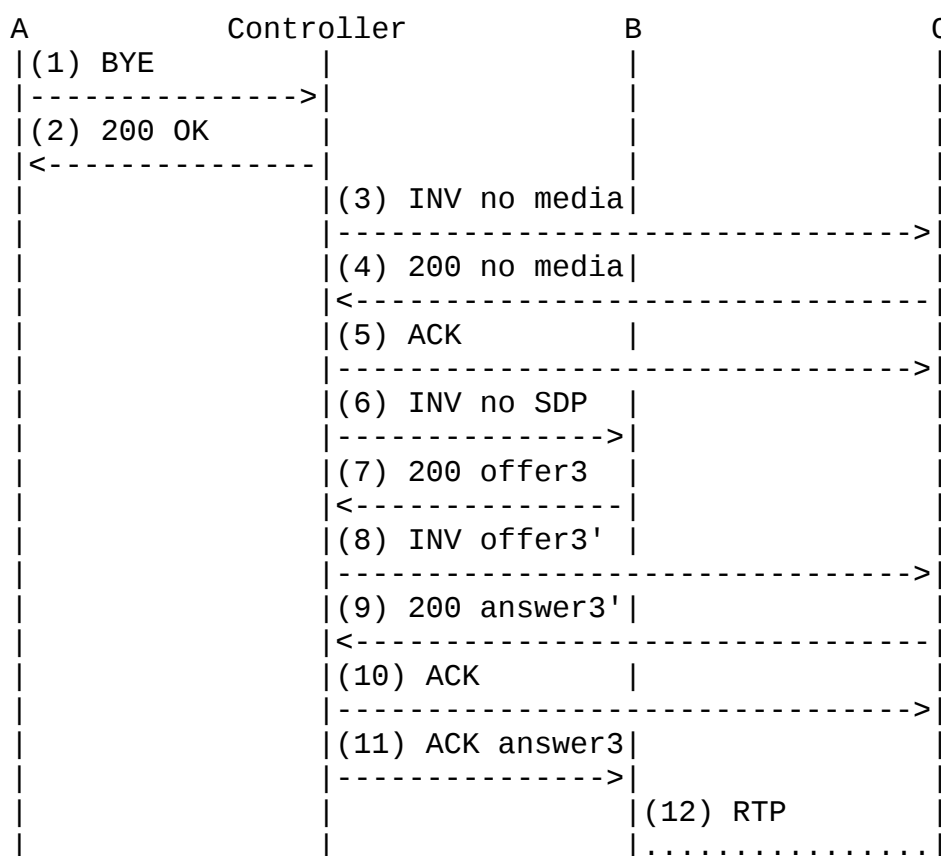 A Controller B C
(1) BYE
(2) 200 OK
(3) INV no media
(4) 200 no media
(5) ACK
(6) INV no SDP
(7) 200 offer3
(8) INV offer3'
(9) 200 answer3'
(10) ACK
(11) ACK answer3
(12) RTP